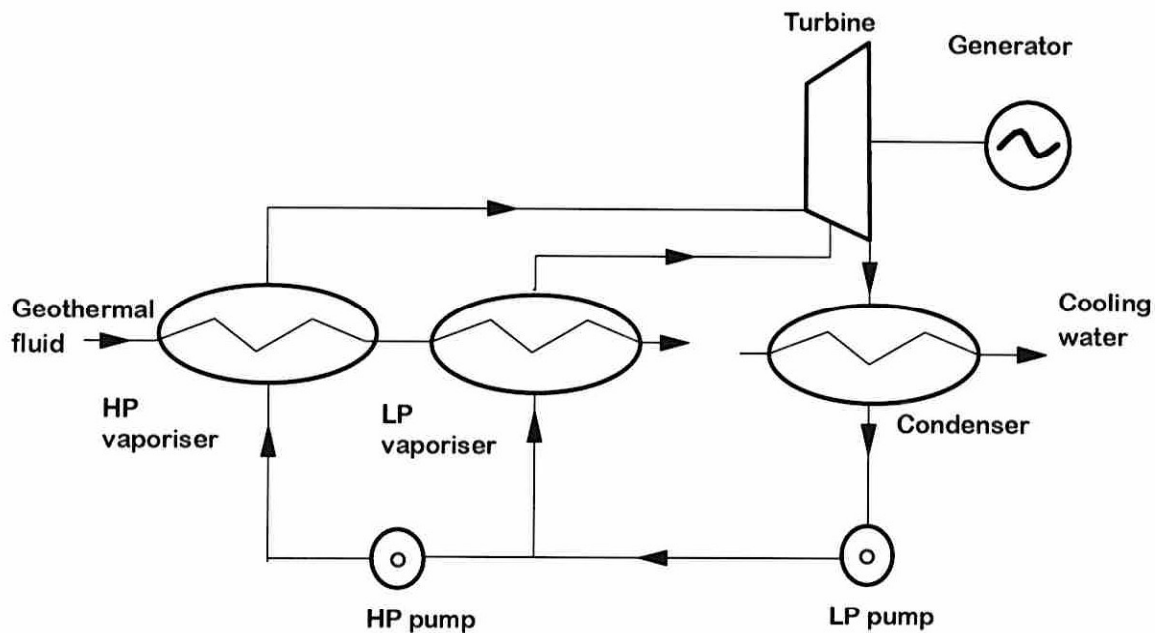 Turbine
Generator
Geothermal
fluid
Cooling
water
HP
vaporiser
LP
vaporiser
Condenser
HP pump
LP pump